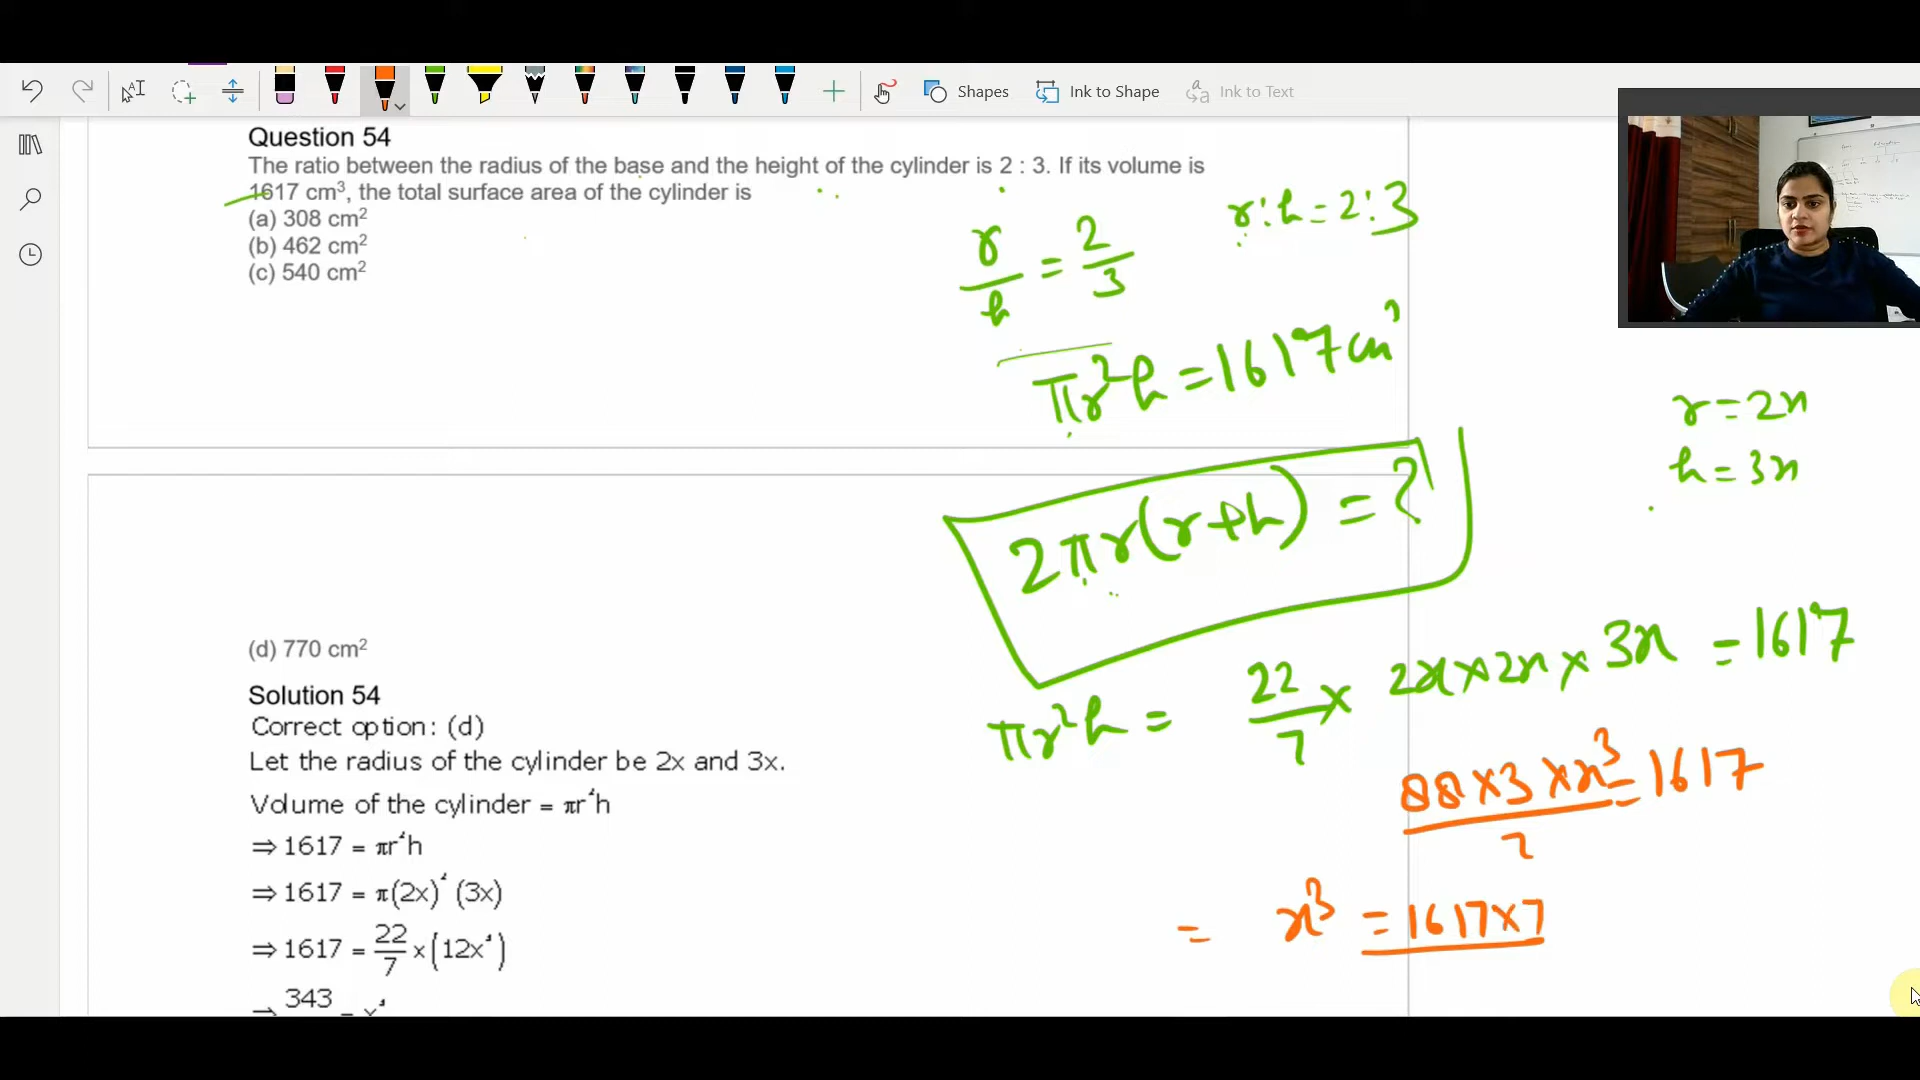 Shapes
Ink to Shape
Ink to Text
Question 54
The ratio between the radius of the base and the height of the cylinder is 2 : 3. If its volume is
1617 cm³, the total surface area of the cylinder is
(a) 308 cm²
(b) 462 cm²
(c) 540 cm²
r:h = 2:3
r/h = 2/3
πr²h = 1617 cm³
r = 2x
h = 3x
2πr(r+h) = ?
πr²h = 22/7 × 2x × 2x × 3x = 1617
(d) 770 cm²
Solution 54
Correct option: (d)
Let the radius of the cylinder be 2x and 3x.
Volume of the cylinder = πr²h
⇒ 1617 = πr²h
⇒ 1617 = π(2x)² (3x)
⇒ 1617 = 22/7 × (12x³)
343
88×3×x³/7 = 1617
= x³ = 1617×7